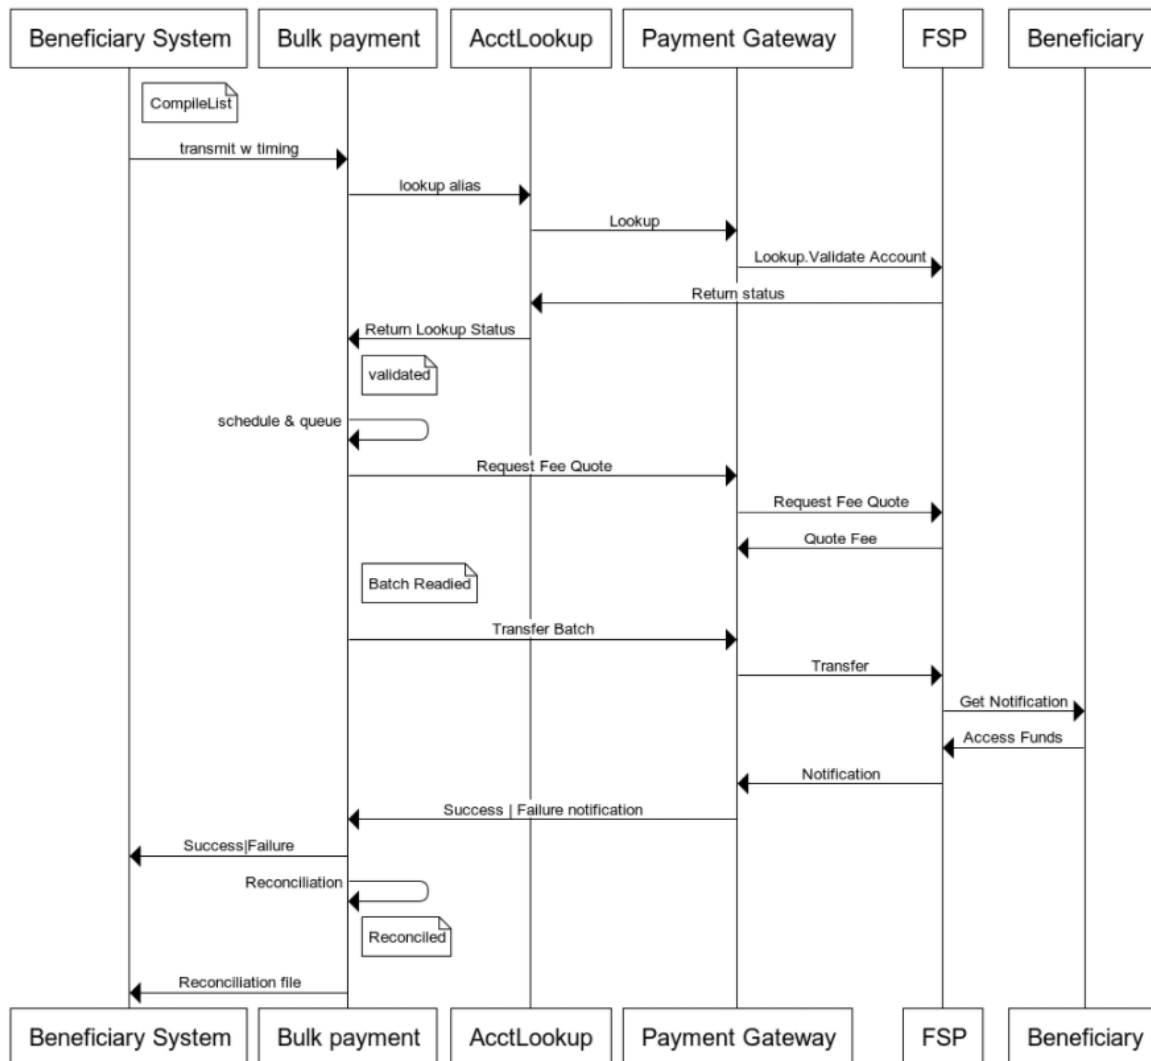 Beneficiary System
Bulk payment
AcctLookup
Payment Gateway
FSP
Beneficiary
CompileList
transmit w timing
lookup alias
Lookup
Lookup.Validate Account
Return status
Return Lookup Status
validated
schedule & queue
Request Fee Quote
Request Fee Quote
Quote Fee
Batch Readied
Transfer Batch
Transfer
Get Notification
Access Funds
Notification
Success | Failure notification
Success|Failure
Reconciliation
Reconciled
Reconciliation file
Beneficiary System
Bulk payment
AcctLookup
Payment Gateway
FSP
Beneficiary